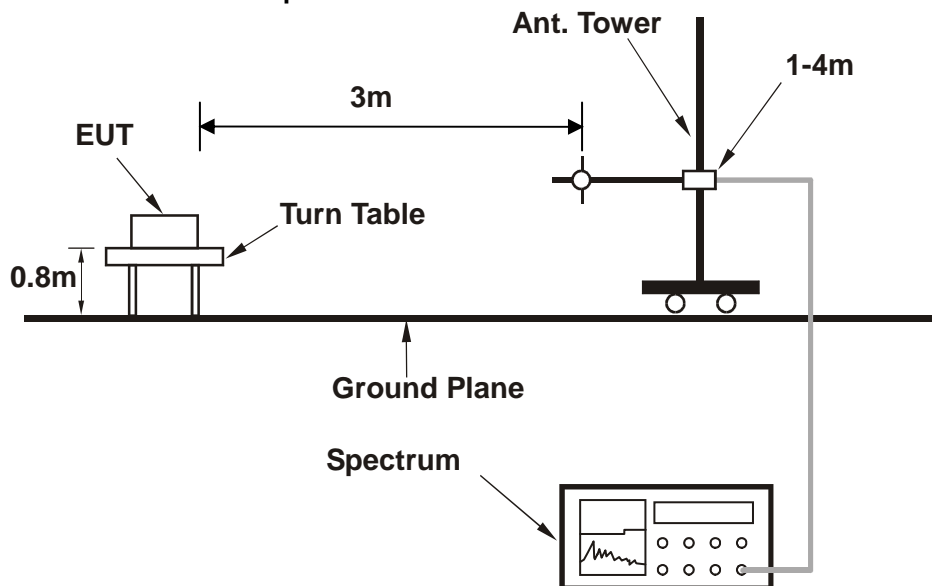 Ant. Tower
1-4m
3m
EUT
Turn Table
0.8m
Ground Plane
Spectrum